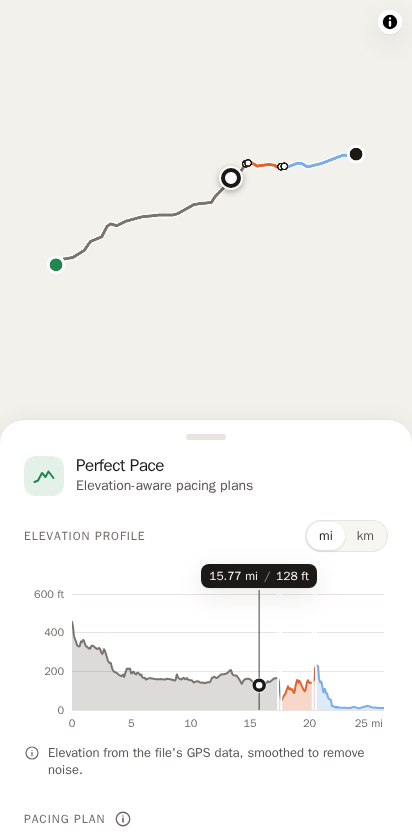 Perfect Pace
Elevation-aware pacing plans
ELEVATION PROFILE
mi km
15.77 mi / 128 ft
600 ft
400
200
0
0 5 10 15 20 25 mi
Elevation from the file's GPS data, smoothed to remove
noise.
PACING PLAN